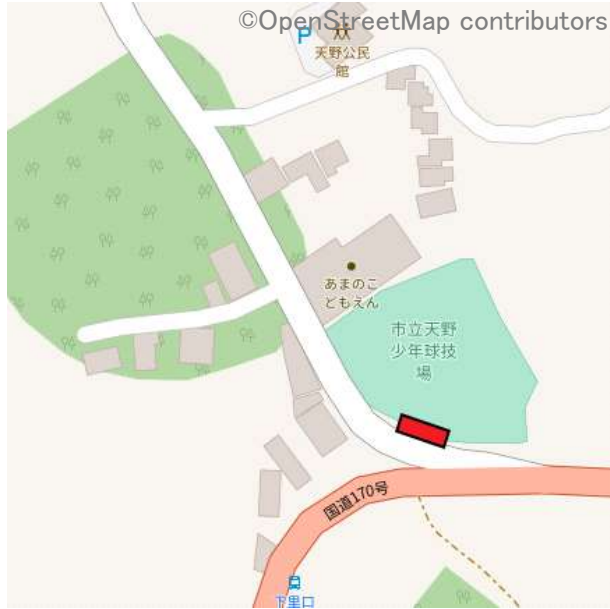 ©OpenStreetMap contributors
P
天野公民
館
あまのこ
どもえん
市立天野
少年球技
場
国道170号
下里口